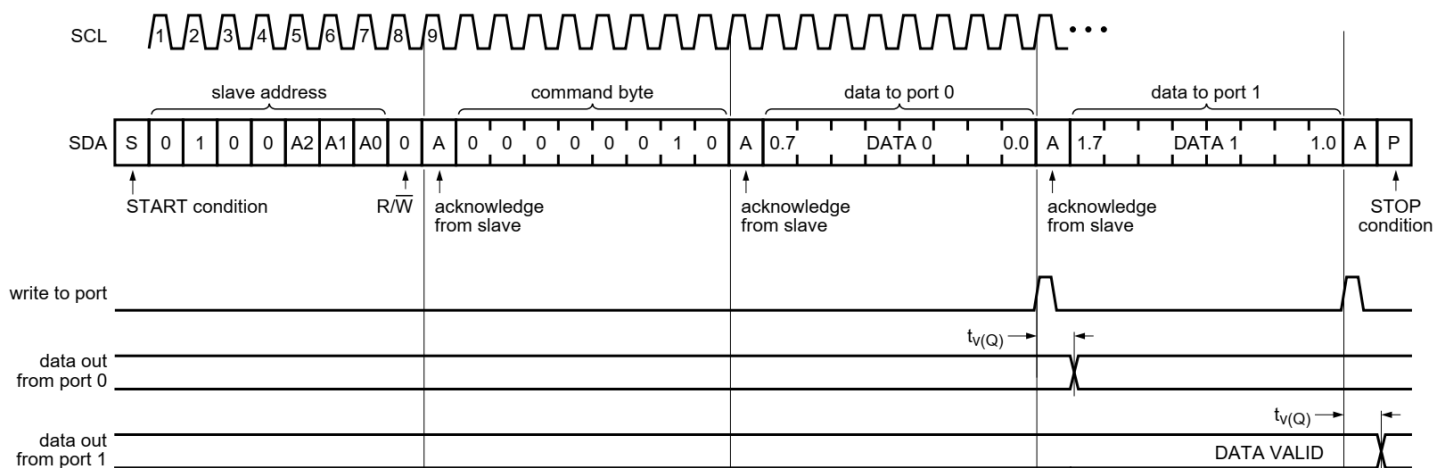 SCL 1 2 3 4 5 6 7 8 9 • • •
slave address command byte data to port 0 data to port 1
SDA S 0 1 0 0 A2 A1 A0 0 A 0 0 0 0 0 0 1 0 A 0.7 DATA 0 0.0 A 1.7 DATA 1 1.0 A P
START condition R/W̅ acknowledge from slave acknowledge from slave acknowledge from slave STOP condition
write to port
tv(Q)
data out from port 0
tv(Q)
data out from port 1 DATA VALID